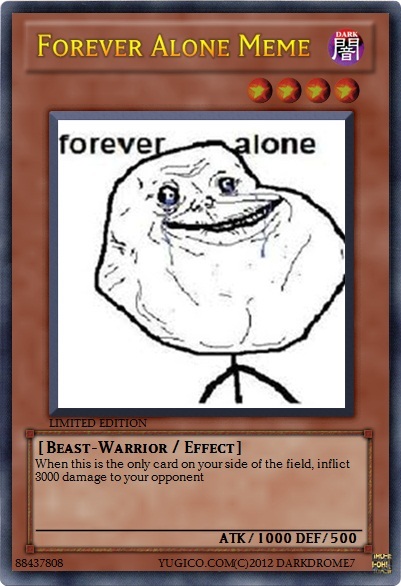 FOREVER ALONE MEME
DARK
闇
forever alone
LIMITED EDITION
[BEAST-WARRIOR / EFFECT]
When this is the only card on your side of the field, inflict
3000 damage to your opponent
ATK/1000 DEF/500
88437808
YUGICO.COM(C)2012 DARKDROME7